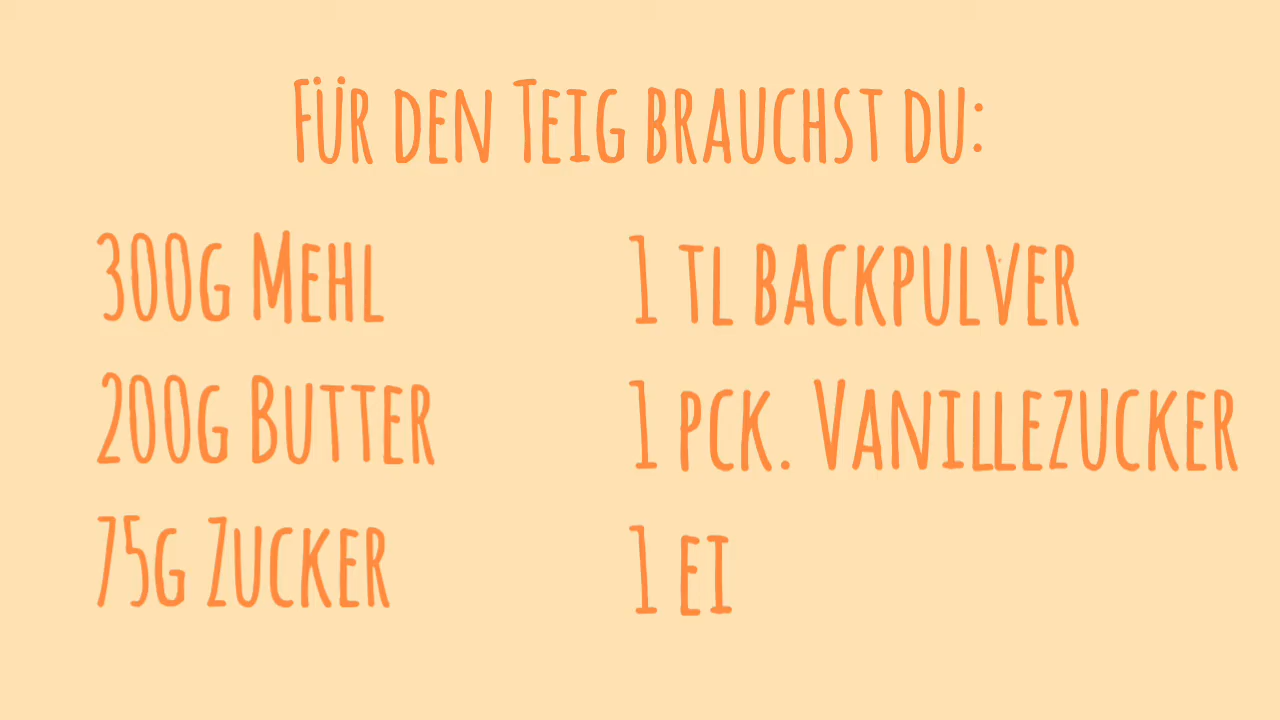 Für den Teig brauchst du:
300g Mehl
200g Butter
75g Zucker
1 TL Backpulver
1 Pck. Vanillezucker
1 Ei